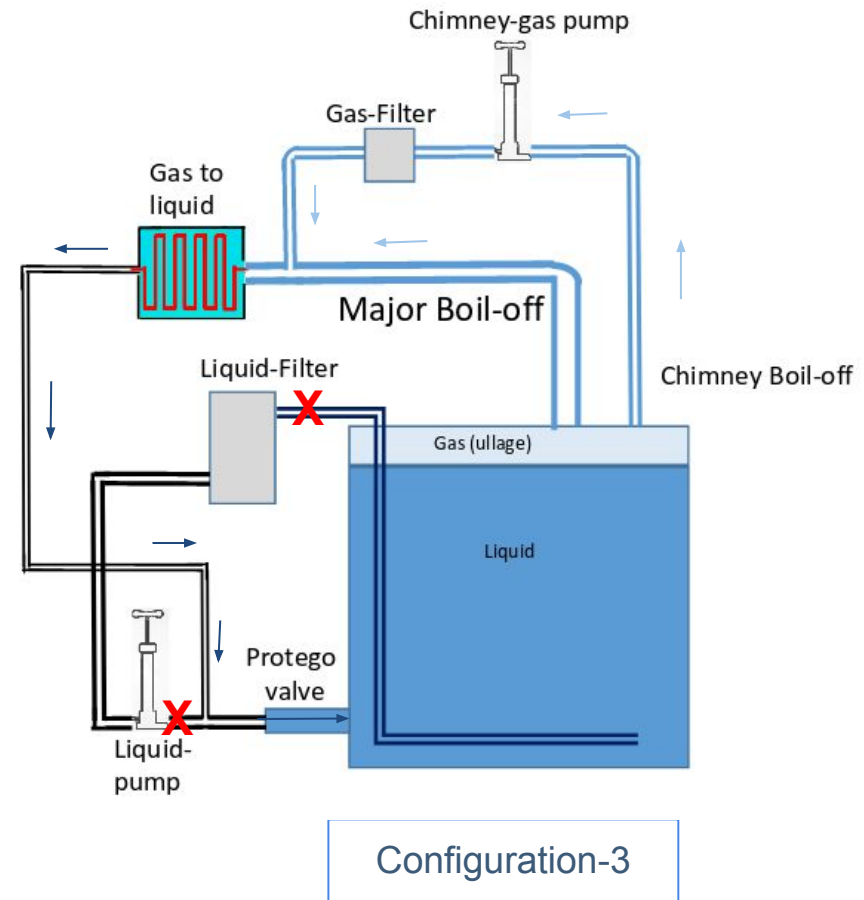 Chimney-gas pump
Gas-Filter
Gas to
liquid
Major Boil-off
Liquid-Filter
X
Chimney Boil-off
Gas (ullage)
Liquid
Protego
valve
X
Liquid-
pump
Configuration-3